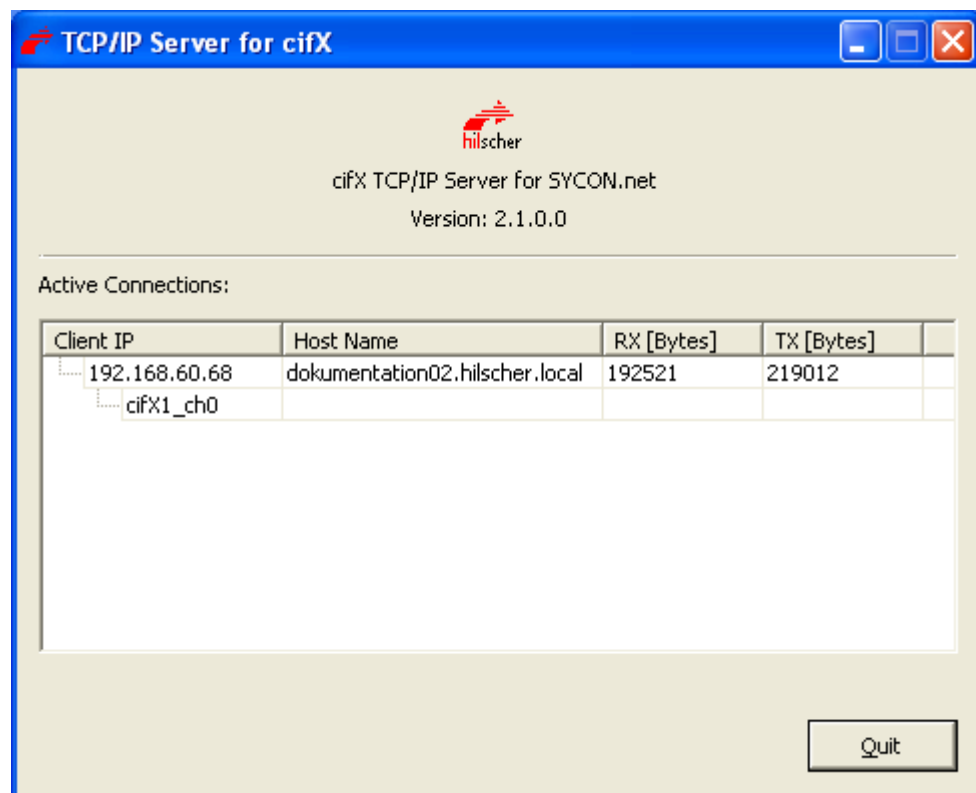 TCP/IP Server for cifX
hilscher
cifX TCP/IP Server for SYCON.net
Version: 2.1.0.0
Active Connections:
Client IP Host Name RX [Bytes] TX [Bytes]
192.168.60.68 dokumentation02.hilscher.local 192521 219012
cifX1_ch0
Quit